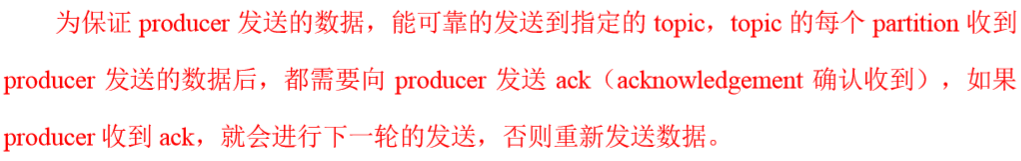 为保证 producer 发送的数据，能可靠的发送到指定的 topic，topic 的每个 partition 收到
producer 发送的数据后，都需要向 producer 发送 ack（acknowledgement 确认收到），如果
producer 收到 ack，就会进行下一轮的发送，否则重新发送数据。